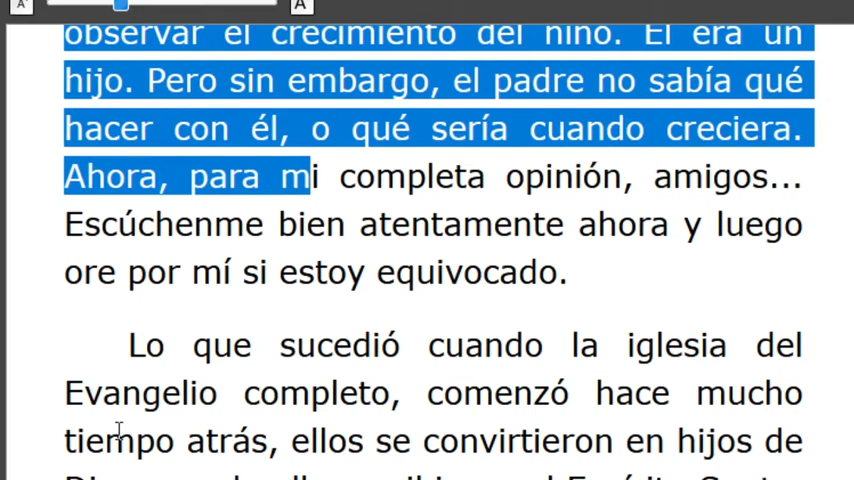 A
A
observar el crecimiento del niño. Él era un
hijo. Pero sin embargo, el padre no sabía qué
hacer con él, o qué sería cuando creciera.
Ahora, para mi completa opinión, amigos...
Escúchenme bien atentamente ahora y luego
ore por mí si estoy equivocado.
Lo que sucedió cuando la iglesia del
Evangelio completo, comenzó hace mucho
tiempo atrás, ellos se convirtieron en hijos de